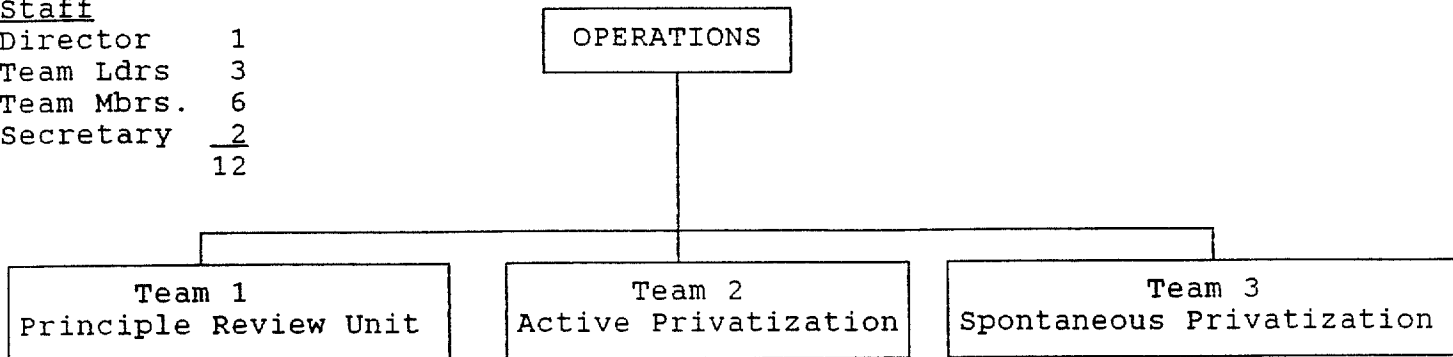 Staff
Director 1
Team Ldrs 3
Team Mbrs. 6
Secretary 2
12
OPERATIONS
Team 1
Principle Review Unit
Team 2
Active Privatization
Team 3
Spontaneous Privatization